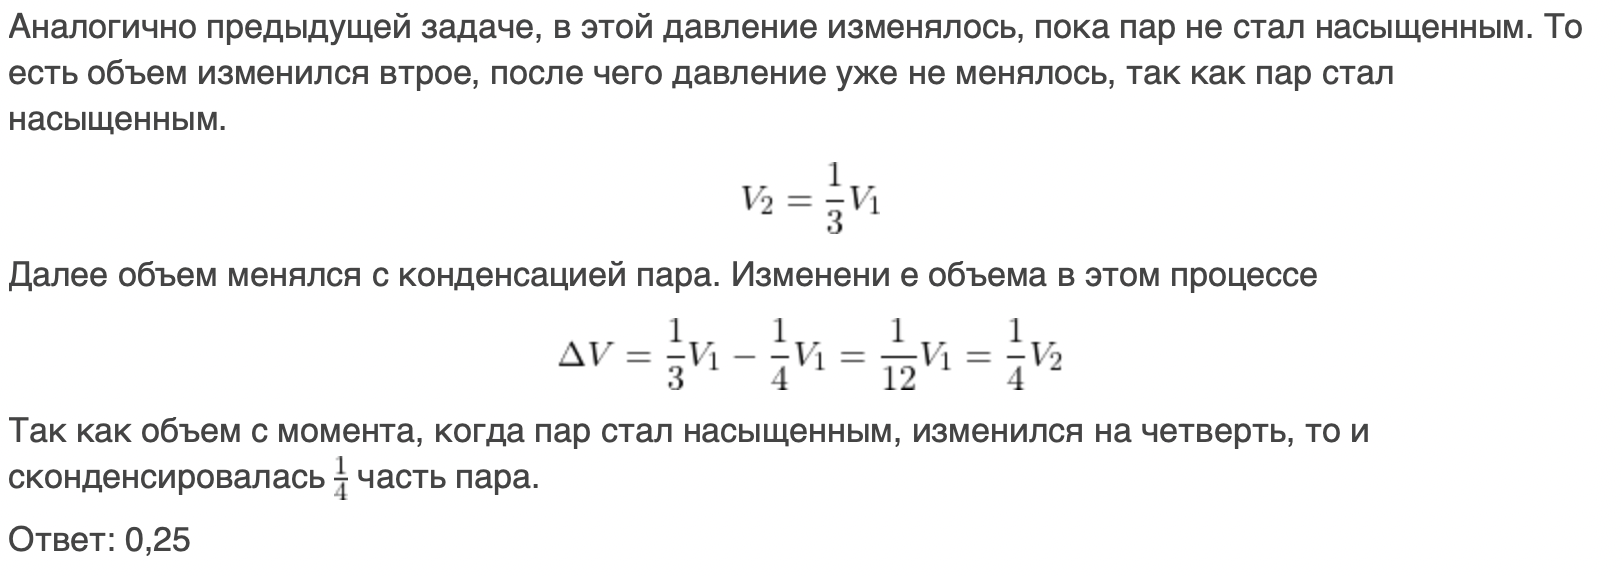 Аналогично предыдущей задаче, в этой давление изменялось, пока пар не стал насыщенным. То
есть объем изменился втрое, после чего давление уже не менялось, так как пар стал
насыщенным.
V₂ = 1/3 V₁
Далее объем менялся с конденсацией пара. Изменени е объема в этом процессе
ΔV = 1/3 V₁ − 1/4 V₁ = 1/12 V₁ = 1/4 V₂
Так как объем с момента, когда пар стал насыщенным, изменился на четверть, то и
сконденсировалась 1/4 часть пара.
Ответ: 0,25